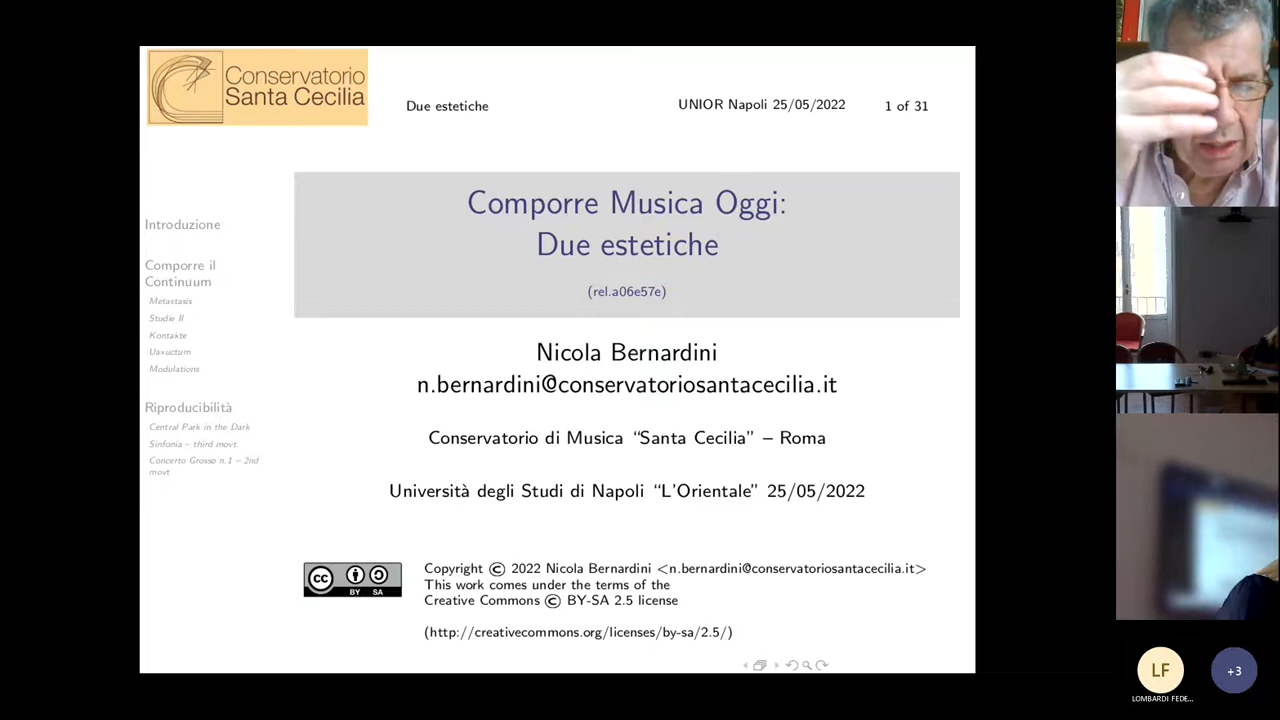 Conservatorio
Santa Cecilia
Due estetiche
UNIOR Napoli 25/05/2022
1 of 31
Introduzione
Comporre il
Continuum
Metastasis
Studie II
Kontakte
Uaxuctum
Modulations
Riproducibilità
Central Park in the Dark
Sinfonia – third movt.
Concerto Grosso n.1 – 2nd
movt
Comporre Musica Oggi:
Due estetiche
(rel.a06e57e)
Nicola Bernardini
n.bernardini@conservatoriosantacecilia.it
Conservatorio di Musica “Santa Cecilia” – Roma
Università degli Studi di Napoli “L’Orientale” 25/05/2022
cc
BY SA
Copyright © 2022 Nicola Bernardini <n.bernardini@conservatoriosantacecilia.it>
This work comes under the terms of the
Creative Commons © BY-SA 2.5 license
(http://creativecommons.org/licenses/by-sa/2.5/)
LF
+3
LOMBARDI FEDE...